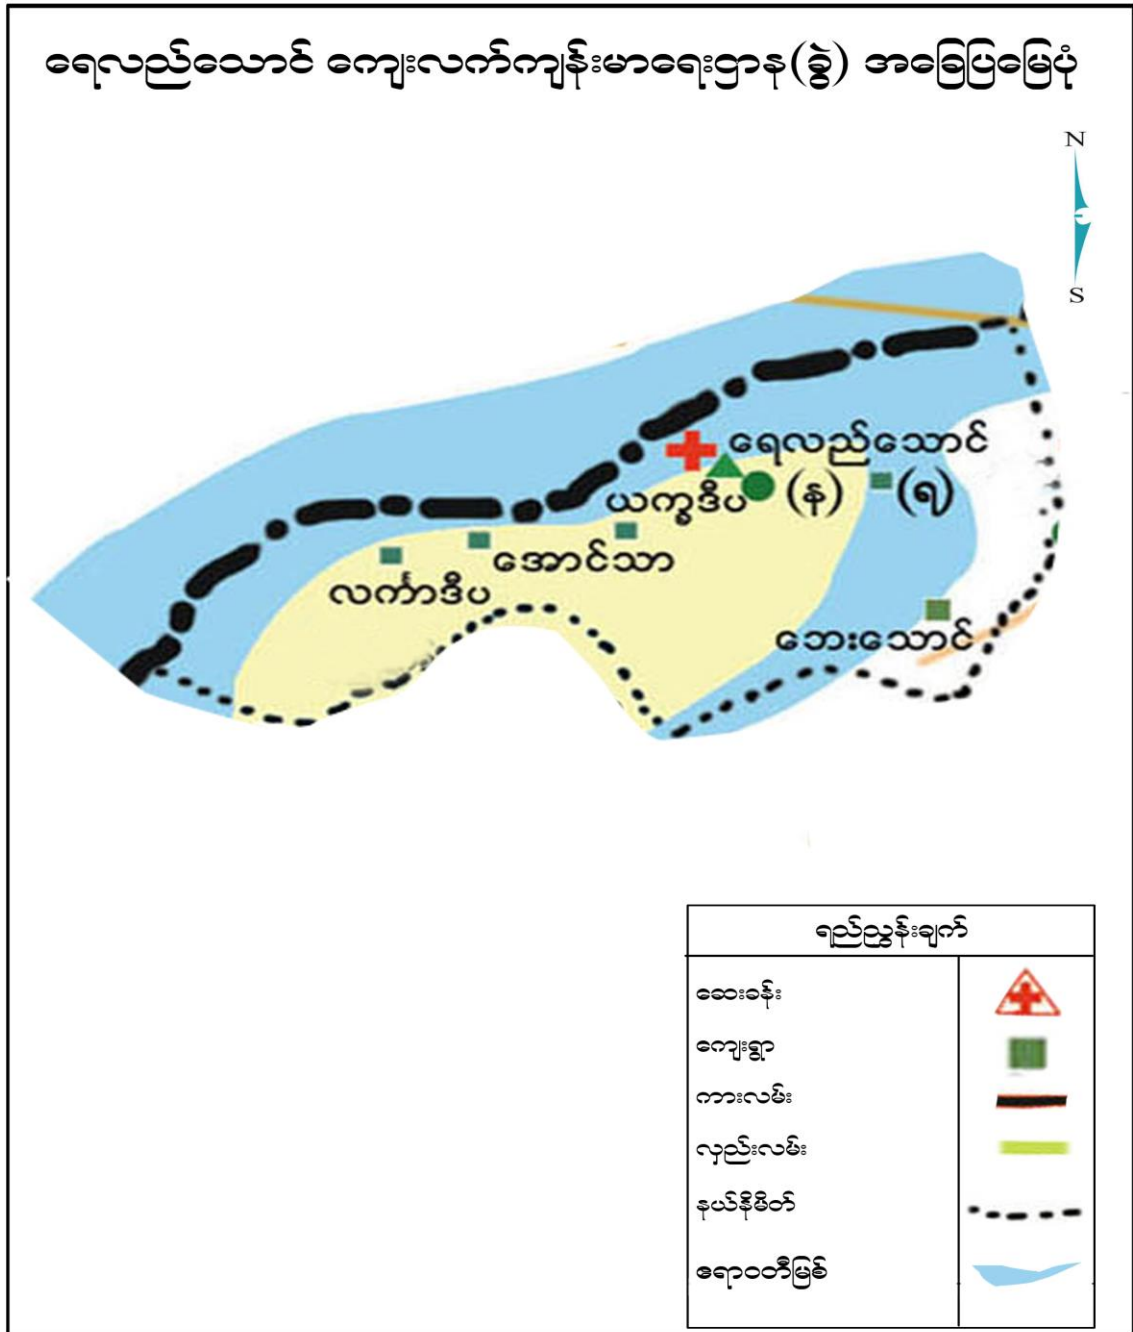 ရေလည်သောင် ကျေးလက်ကျန်းမာရေးဌာန(ခွဲ) အခြေပြမြေပုံ
N
S
ရေလည်သောင်
ယက္ခဒီပ (န) (ရ)
အောင်သာ
လင်္ကာဒီပ
ဘေးသောင်
ရည်ညွှန်းချက်
ဆေးခန်း
ကျေးရွာ
ကားလမ်း
လှည်းလမ်း
နယ်နိမိတ်
ဧရာဝတီမြစ်